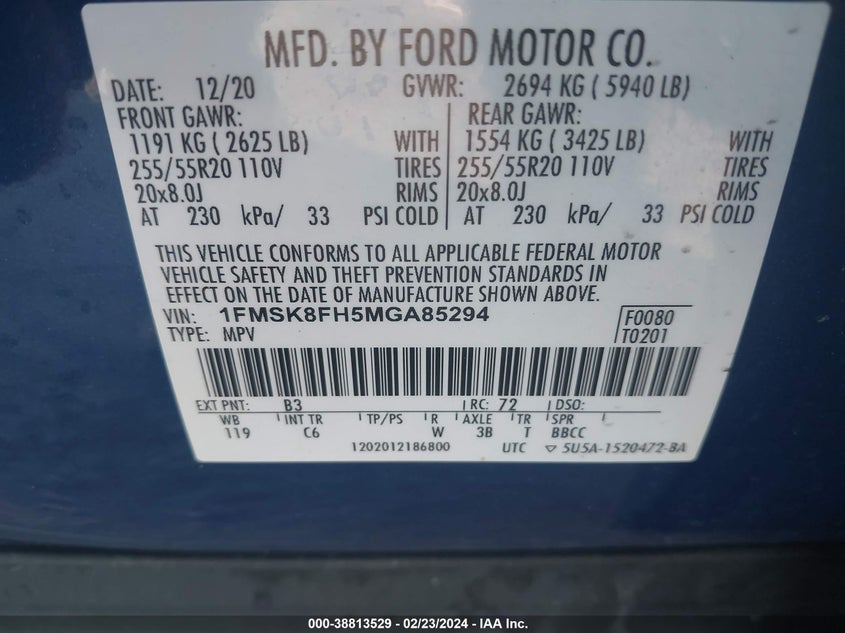 MFD. BY FORD MOTOR CO.
DATE: 12/20 GVWR: 2694 KG ( 5940 LB)
FRONT GAWR: REAR GAWR:
1191 KG ( 2625 LB) WITH 1554 KG ( 3425 LB) WITH
255/55R20 110V TIRES 255/55R20 110V TIRES
20x8.0J RIMS 20x8.0J RIMS
AT 230 kPa/ 33 PSI COLD AT 230 kPa/ 33 PSI COLD
THIS VEHICLE CONFORMS TO ALL APPLICABLE FEDERAL MOTOR
VEHICLE SAFETY AND THEFT PREVENTION STANDARDS IN
EFFECT ON THE DATE OF MANUFACTURE SHOWN ABOVE.
VIN: 1FMSK8FH5MGA85294 F0080
TYPE: MPV T0201
EXT PNT: B3 RC: 72 DSO:
WB INT TR TP/PS R AXLE TR SPR
119 C6 W 3B T BBCC
1202012186800 UTC ▽ 5U5A-1520472-BA
000-38813529 - 02/23/2024 - IAA Inc.